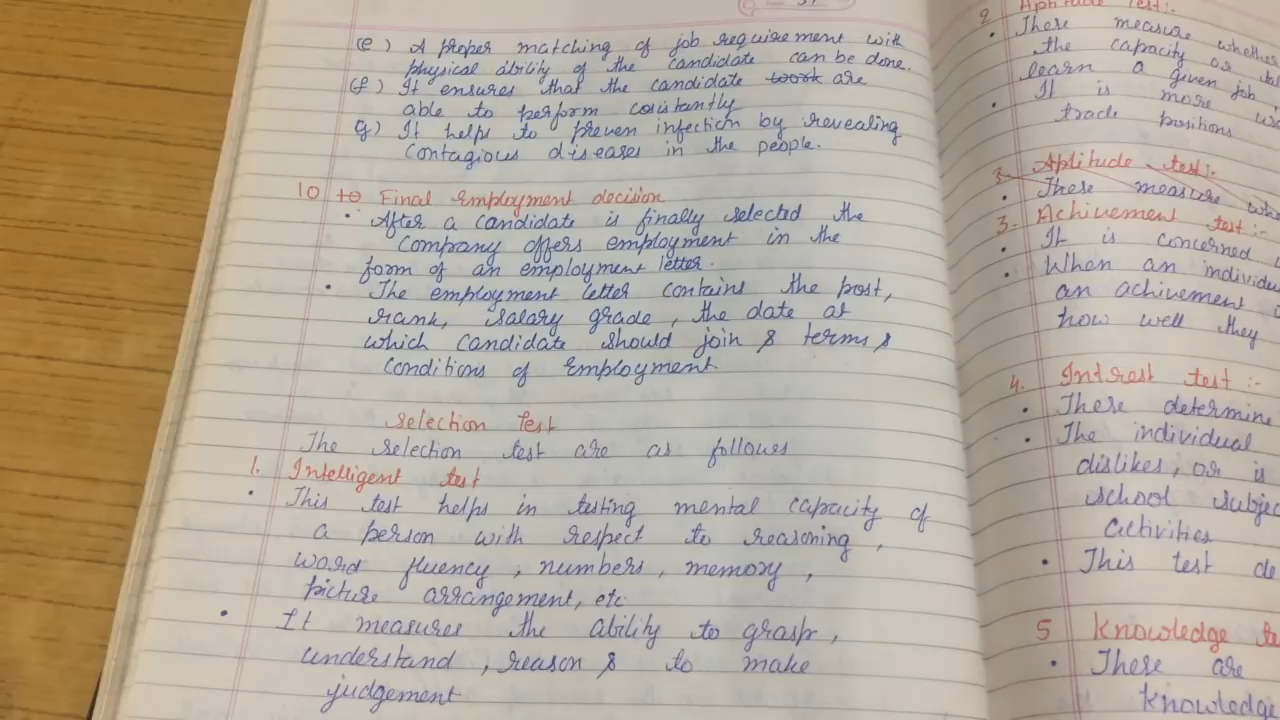 (e) A proper matching of job requirement with
physical ability of the candidate can be done.
(f) It ensures that the candidate work are
able to perform cosistantly
g) It helps to preven infection by revealing
contagious diseases in the people.
10 to Final Employment decision
• After a candidate is finally selected the
Company offers employment in the
form of an employment letter.
• The employment letter contains the post,
rank, salary grade, the date at
which candidate should join & terms &
conditions of Employment.
Selection test
The selection test are as follows
1. Intelligent test
• This test helps in testing mental capacity of
a person with respect to reasoning,
word fluency, numbers, memory,
picture arrangement, etc.
• It measures the ability to grasp,
understand, reason & to make
judgement
2 Aptitude test:-
• These measure whether
the capacity or
learn a given job
• It is more
trade positions
3. Aptitude test:-
• These measure
3. Achivement test:-
• It is concerned
• When an individu
an achivement
how well they
4. Intrest test:-
• These determine
• The individual
dislikes, or is
school subjec
activities
• This test de
5 Knowledge te
• These are
knowledge